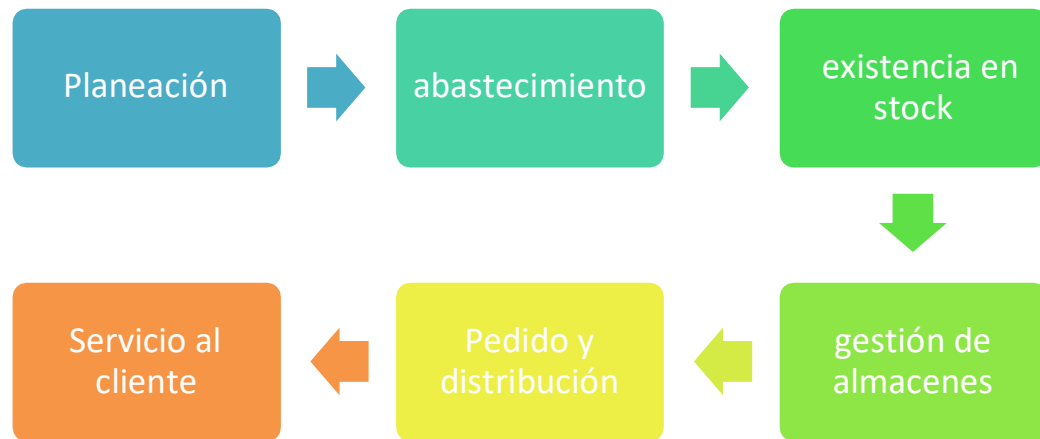 Planeación
abastecimiento
existencia en
stock
gestión de
almacenes
Pedido y
distribución
Servicio al
cliente